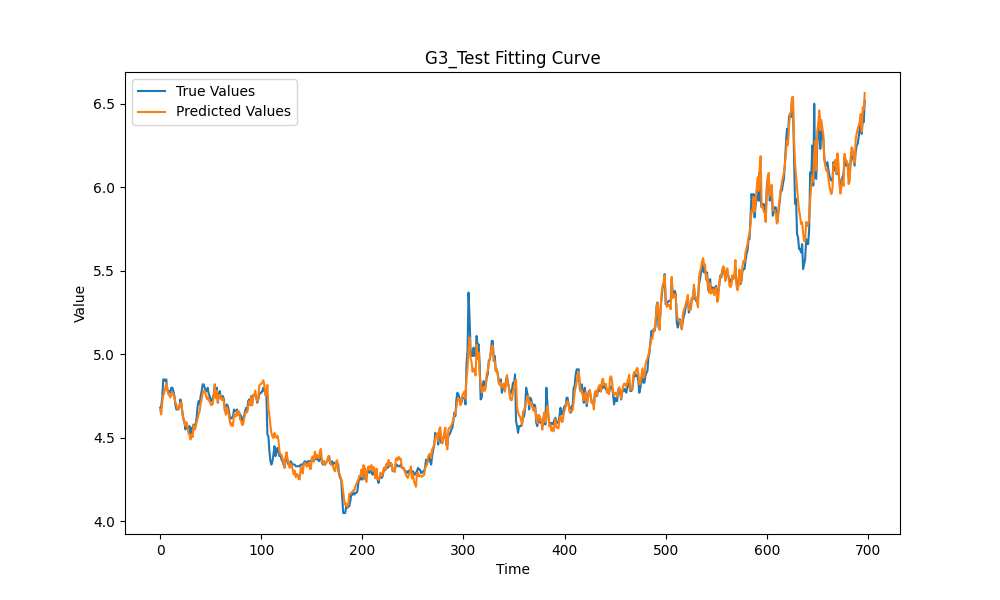 G3_Test Fitting Curve
True Values
Predicted Values
6.5
6.0
5.5
5.0
4.5
4.0
Value
0 100 200 300 400 500 600 700
Time